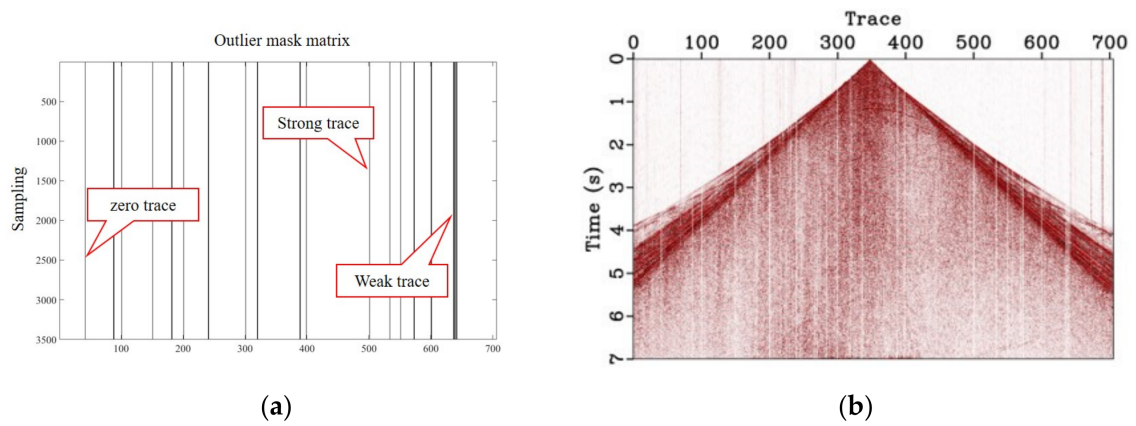 Outlier mask matrix
Sampling
500
1000
1500
2000
2500
3000
3500
Strong trace
zero trace
Weak trace
100 200 300 400 500 600 700
(a)
Trace
0 100 200 300 400 500 600 700
Time (s)
0
1
2
3
4
5
6
7
(b)